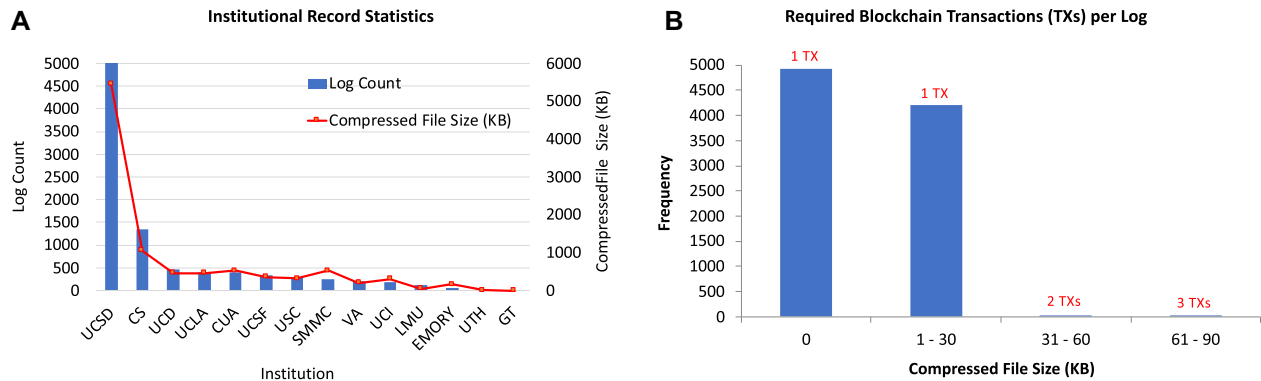 A
Institutional Record Statistics
5000
4500
4000
3500
3000
2500
2000
1500
1000
500
0
Log Count
6000
5000
4000
3000
2000
1000
0
CompressedFile Size (KB)
Log Count
Compressed File Size (KB)
UCSD
CS
UCD
UCLA
CUA
UCSF
USC
SMMC
VA
UCI
LMU
EMORY
UTH
GT
Institution
B
Required Blockchain Transactions (TXs) per Log
5000
4500
4000
3500
3000
2500
2000
1500
1000
500
0
Frequency
1 TX
1 TX
2 TXs
3 TXs
0
1 - 30
31 - 60
61 - 90
Compressed File Size (KB)